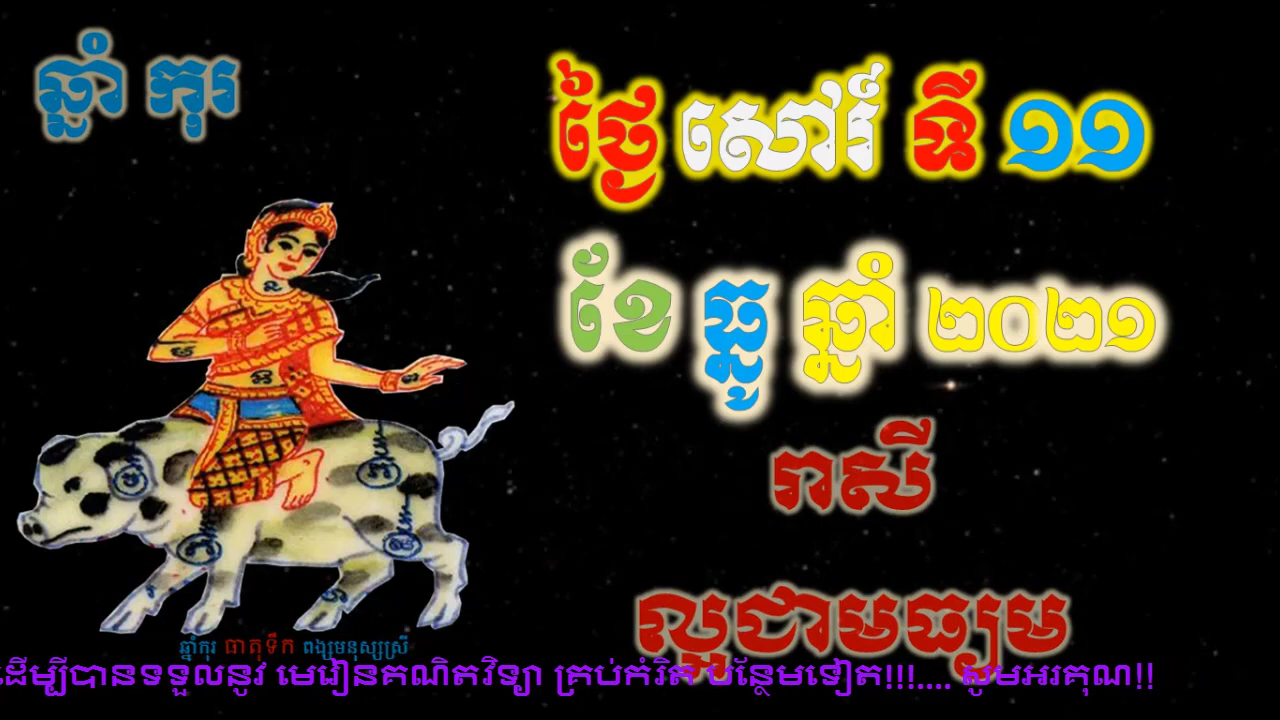 ឆ្នាំ កុរ
ថ្ងៃ សៅរ៍ ទី ១១
ខែ ធ្នូ ឆ្នាំ ២០២១
រាសី
ល្អជាមធ្យម
ឆ្នាំកុរ ធាតុទឹក ពង្សមនុស្សស្រី
ដើម្បីបានទទួលនូវ មេរៀនគណិតវិទ្យា គ្រប់កំរិត បន្ថែមទៀត!!!.... សូមអរគុណ!!